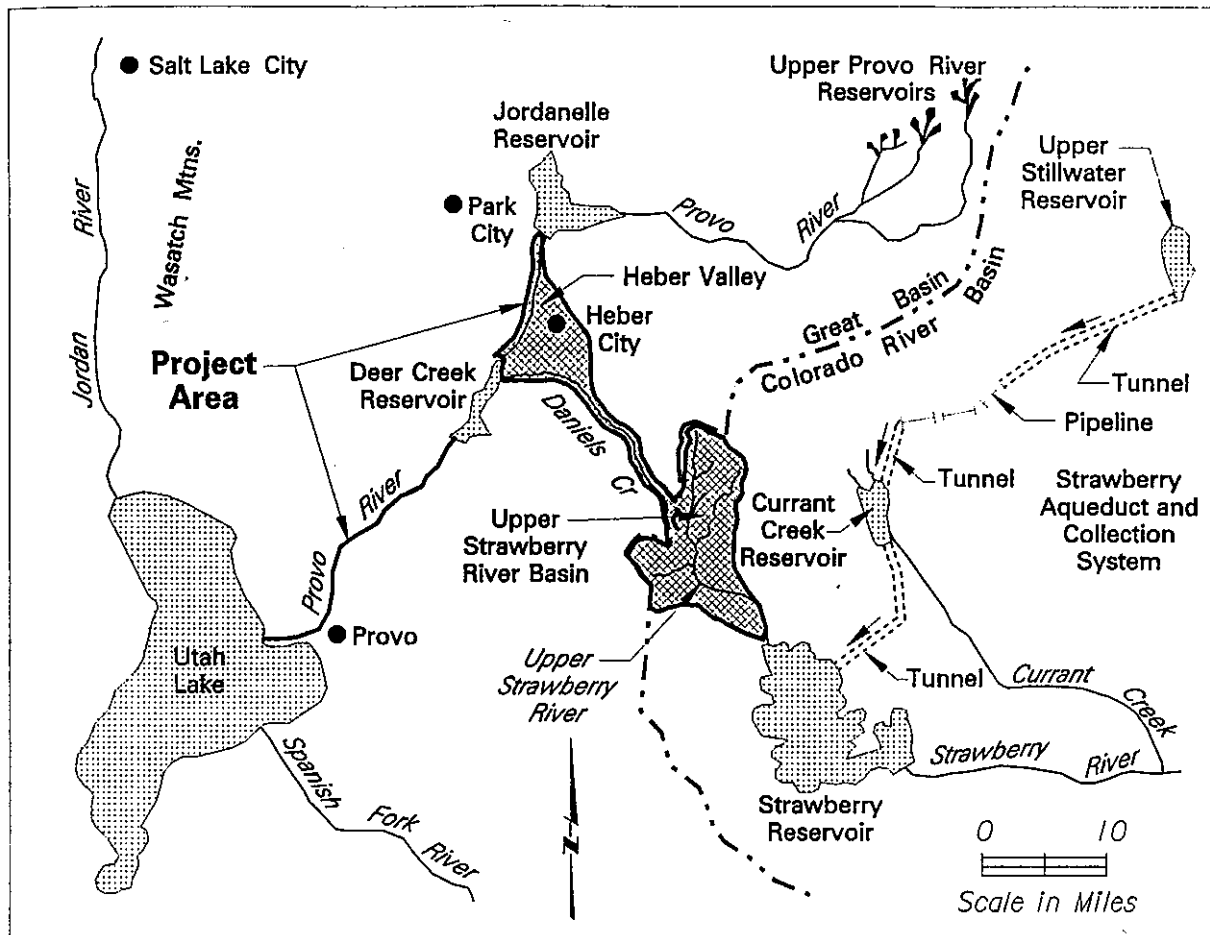 Salt Lake City
Upper Provo River
Reservoirs
Jordanelle
Reservoir
Upper
Stillwater
Reservoir
River
Jordan
Wasatch Mtns.
Park
City
Provo
River
Heber Valley
Heber
City
Great Basin
Colorado River Basin
Project
Area
Deer Creek
Reservoir
Daniels
Cr
Tunnel
Pipeline
Tunnel
Currant
Creek
Reservoir
Strawberry
Aqueduct and
Collection
System
Provo
River
Upper
Strawberry
River Basin
Provo
Utah
Lake
Upper
Strawberry
River
Tunnel
Currant
Creek
Strawberry
River
Spanish
Fork
River
Strawberry
Reservoir
N
0 10
Scale in Miles